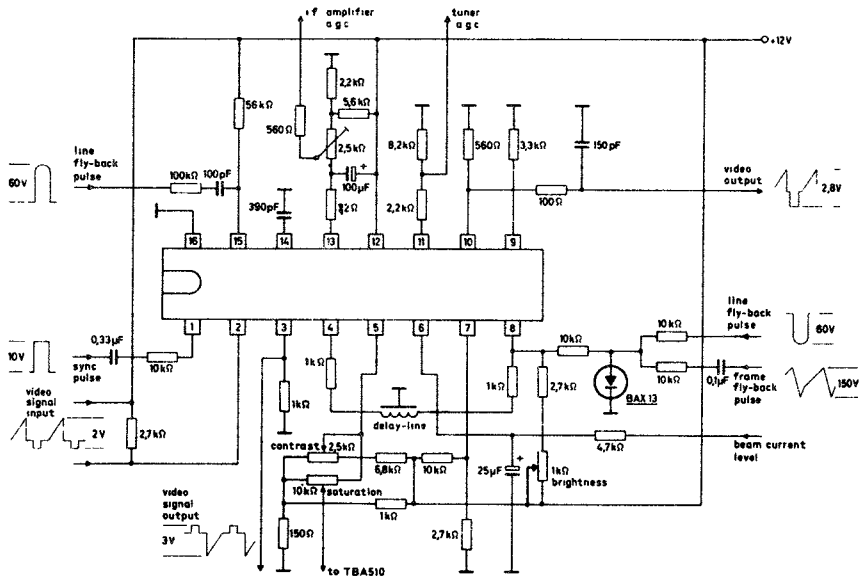 if amplifier
a g c
tuner
a g c
+12V
2,2kΩ
56kΩ
5,6kΩ
560Ω
2,5kΩ
8,2kΩ
560Ω
3,3kΩ
150pF
line
fly-back
pulse
60V
100kΩ
100pF
100µF
+
390pF
2,2kΩ
100Ω
video
output
2,8V
16
15
14
13
12
11
10
9
1
2
3
4
5
6
7
8
10V
0,33µF
sync
pulse
10kΩ
video
signal
input
2V
2,7kΩ
1kΩ
1kΩ
delay-line
1kΩ
2,7kΩ
10kΩ
10kΩ
10kΩ
line
fly-back
pulse
60V
0,1µF
frame
fly-back
pulse
150V
BAX 13
contrast
2,5kΩ
6,8kΩ
10kΩ
10kΩ
saturation
1kΩ
25µF
+
4,7kΩ
beam current
level
1kΩ
brightness
video
signal
output
3V
150Ω
2,7kΩ
to TBA510